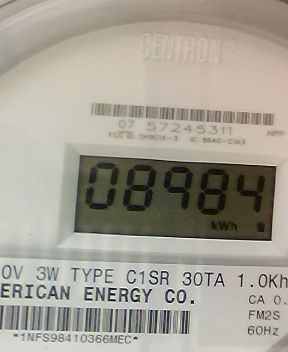 CENTRON®
07 57245311
HPP
08984
kWh
0V 3W TYPE C1SR 30TA 1.0Kh
ERICAN ENERGY CO.
CA 0.
FM2S
60Hz
*1NFS98410366MEC*